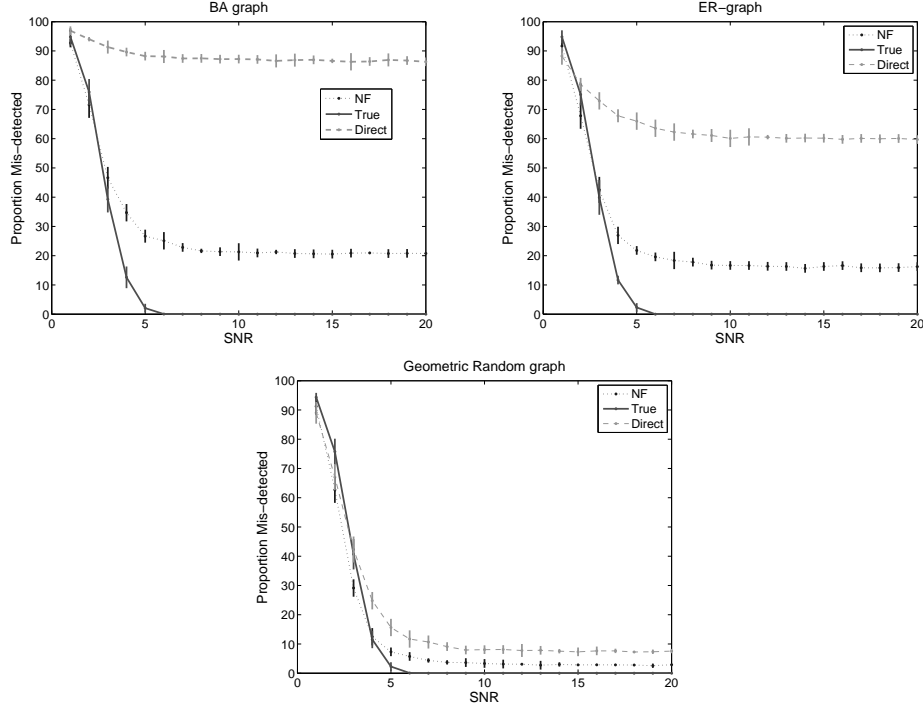 BA graph
100
90
80
70
60
50
40
30
20
10
0
Proportion Mis−detected
NF
True
Direct
0 5 10 15 20
SNR
ER−graph
100
90
80
70
60
50
40
30
20
10
0
Proportion Mis−detected
NF
True
Direct
0 5 10 15 20
SNR
Geometric Random graph
100
90
80
70
60
50
40
30
20
10
0
Proportion Mis−detected
NF
True
Direct
0 5 10 15 20
SNR